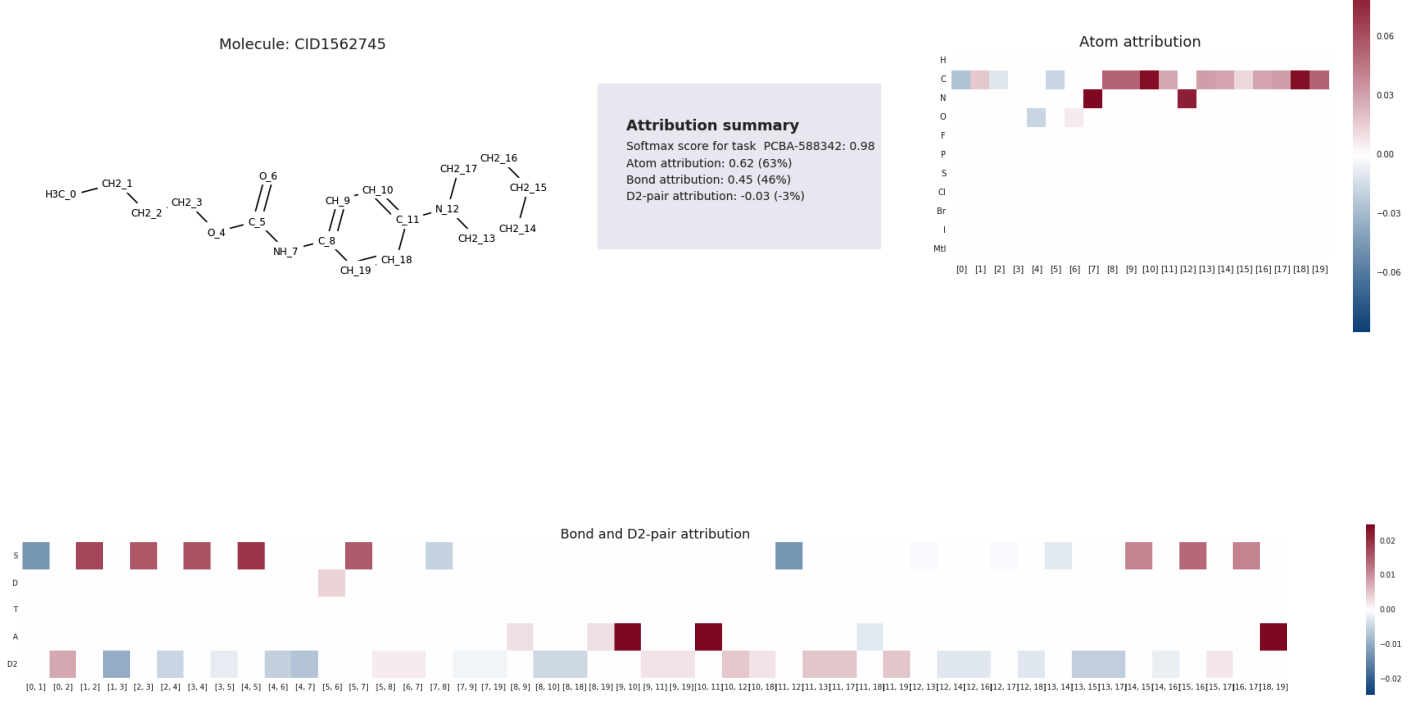 Molecule: CID1562745
H3C_0
CH2_1
CH2_2
CH2_3
O_4
C_5
O_6
NH_7
C_8
CH_9
CH_10
C_11
N_12
CH2_13
CH2_14
CH2_15
CH2_16
CH2_17
CH_18
CH_19
Attribution summary
Softmax score for task PCBA-588342: 0.98
Atom attribution: 0.62 (63%)
Bond attribution: 0.45 (46%)
D2-pair attribution: -0.03 (-3%)
Atom attribution
H
C
N
O
F
P
S
Cl
Br
I
Mtl
[0] [1] [2] [3] [4] [5] [6] [7] [8] [9] [10] [11] [12] [13] [14] [15] [16] [17] [18] [19]
0.06
0.03
0.00
−0.03
−0.06
Bond and D2-pair attribution
S
D
T
A
D2
[0, 1] [0, 2] [1, 2] [1, 3] [2, 3] [2, 4] [3, 4] [3, 5] [4, 5] [4, 6] [4, 7] [5, 6] [5, 7] [5, 8] [6, 7] [7, 8] [7, 9] [7, 19] [8, 9] [8, 10] [8, 18] [8, 19] [9, 10] [9, 11] [9, 19] [10, 11] [10, 12] [10, 18] [11, 12] [11, 13] [11, 17] [11, 18] [11, 19] [12, 13] [12, 14] [12, 16] [12, 17] [12, 18] [13, 14] [13, 15] [13, 17] [14, 15] [14, 16] [15, 16] [15, 17] [16, 17] [18, 19]
0.02
0.01
0.00
−0.01
−0.02